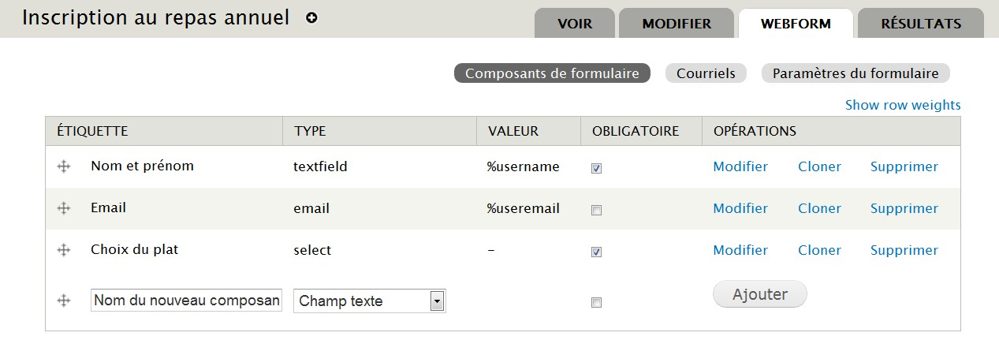 Inscription au repas annuel
VOIR MODIFIER WEBFORM RÉSULTATS
Composants de formulaire Courriels Paramètres du formulaire
Show row weights
ÉTIQUETTE TYPE VALEUR OBLIGATOIRE OPÉRATIONS
Nom et prénom textfield %username Modifier Cloner Supprimer
Email email %useremail Modifier Cloner Supprimer
Choix du plat select - Modifier Cloner Supprimer
Nom du nouveau composan Champ texte Ajouter